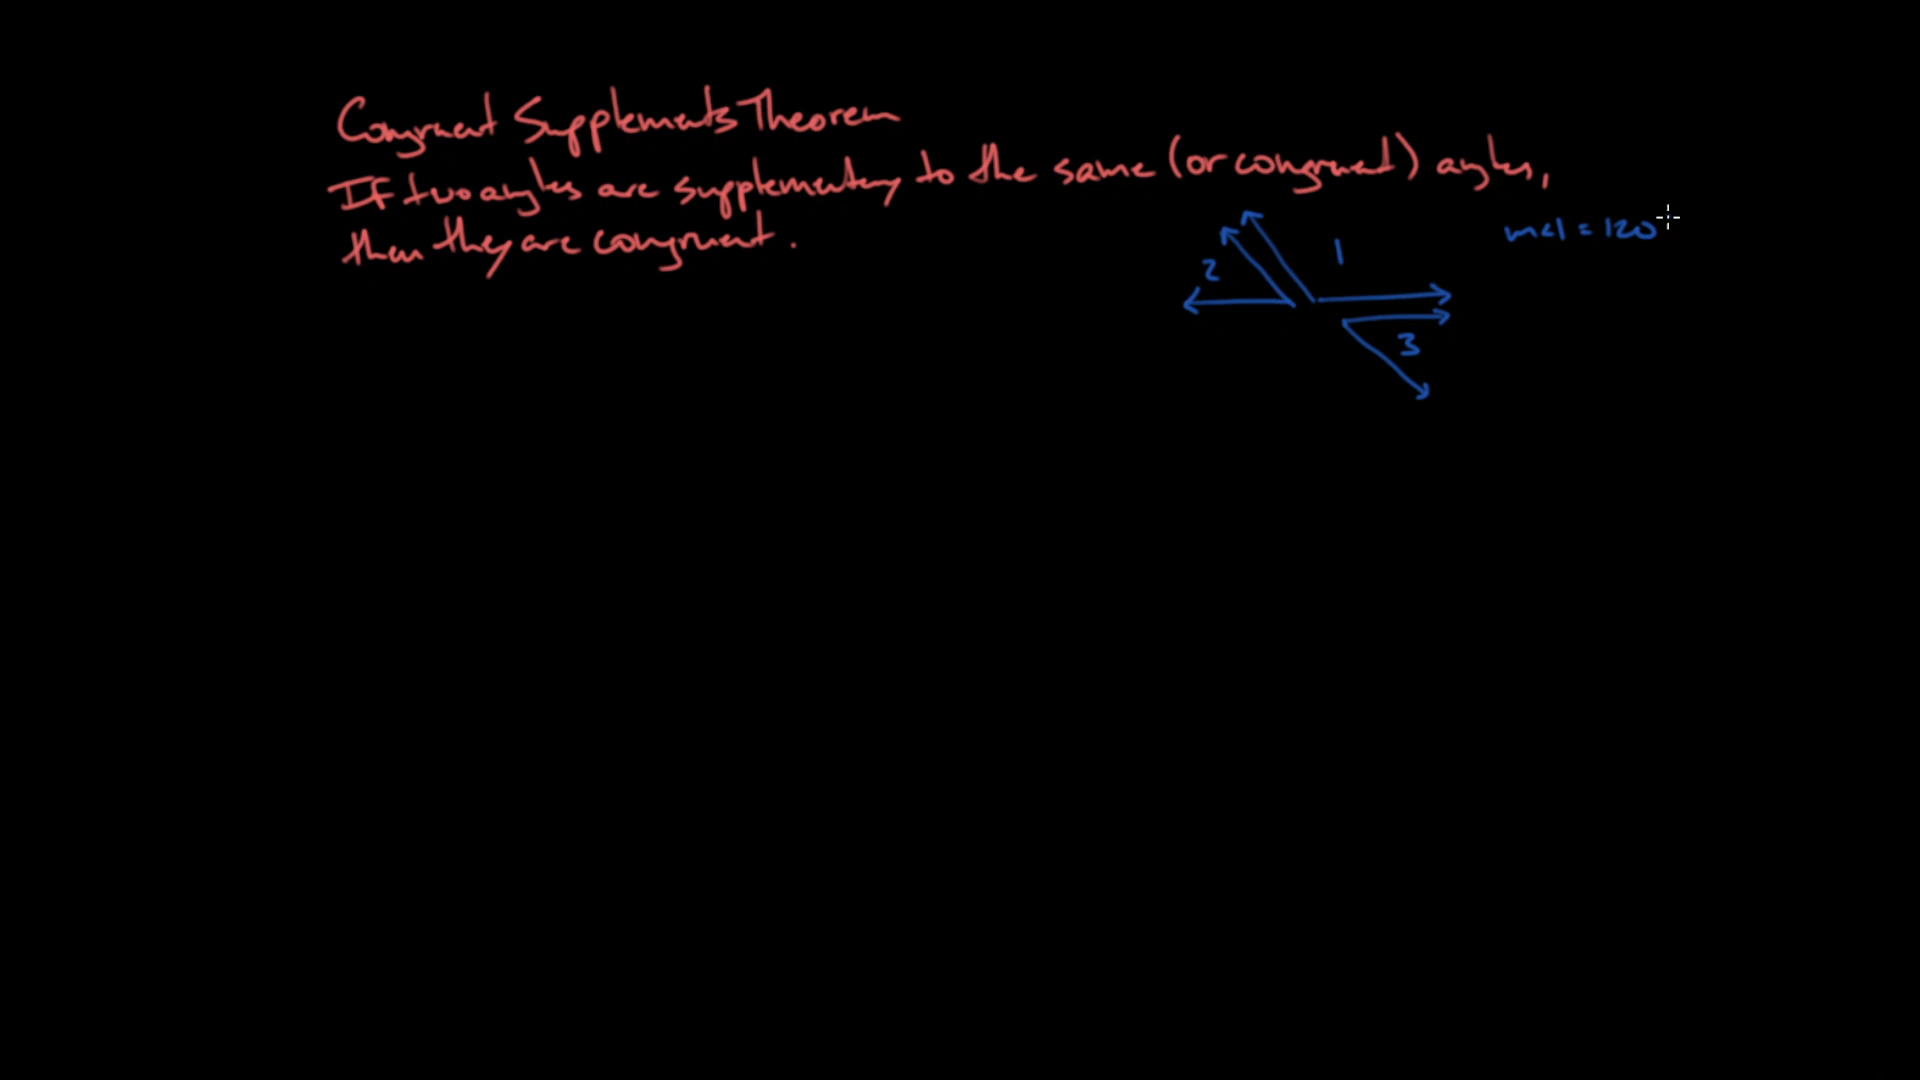 Congruent Supplements Theorem
If two angles are supplementary to the same (or congruent) angles,
then they are congruent.
m<1 = 120
1
2
3